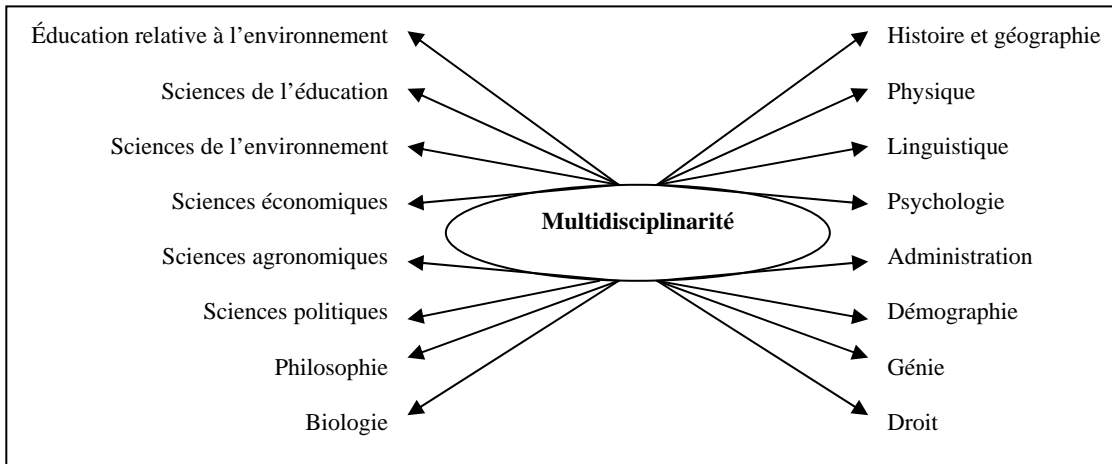 Éducation relative à l’environnement
Sciences de l’éducation
Sciences de l’environnement
Sciences économiques
Sciences agronomiques
Sciences politiques
Philosophie
Biologie
Multidisciplinarité
Histoire et géographie
Physique
Linguistique
Psychologie
Administration
Démographie
Génie
Droit